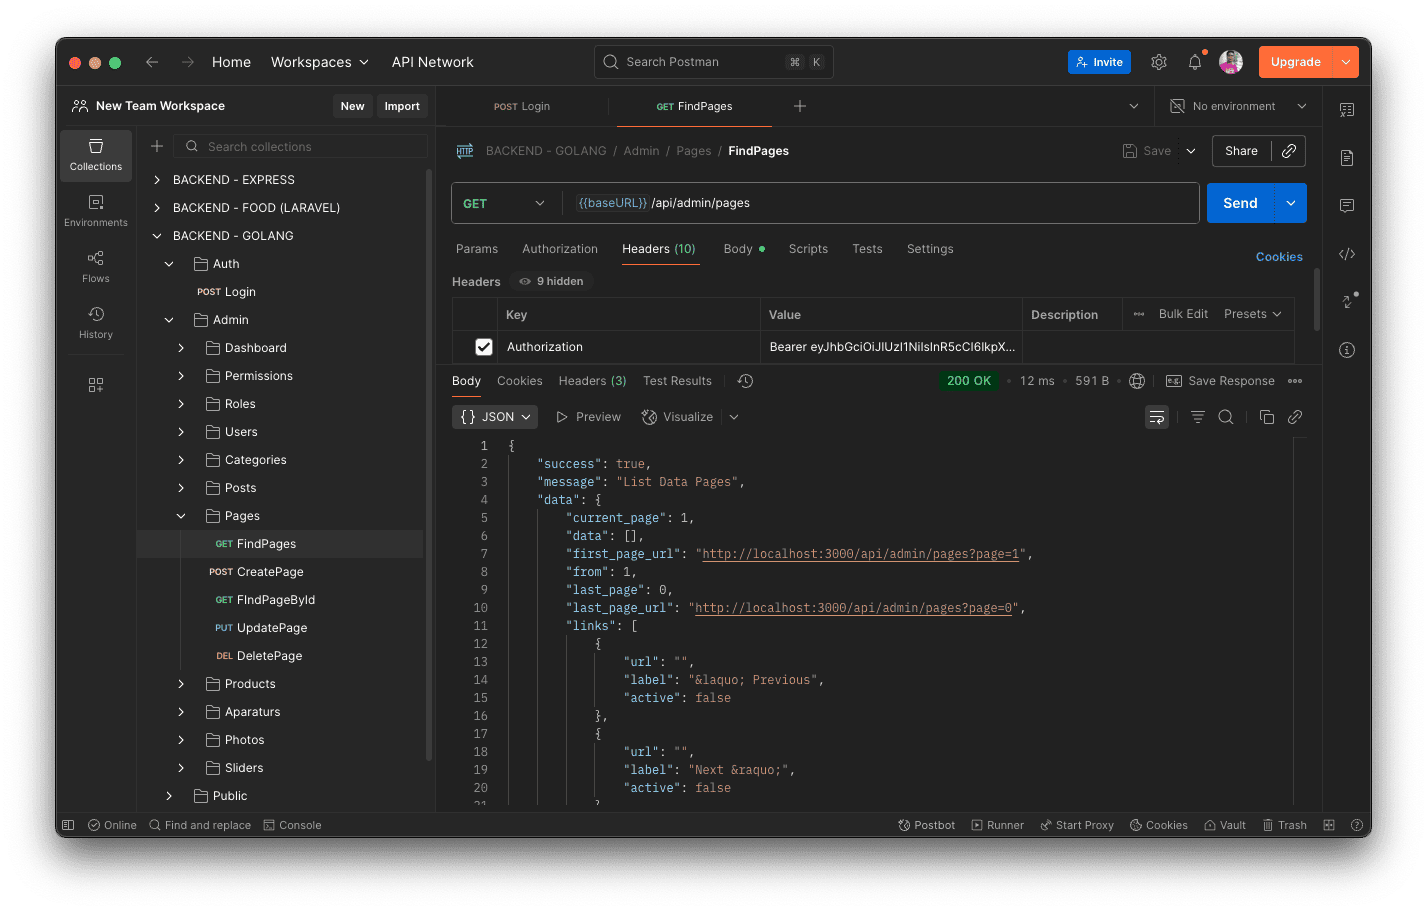 Home
Workspaces
API Network
Search Postman
⌘ K
Invite
Upgrade
New Team Workspace
New
Import
POST Login
GET FindPages
No environment
Collections
Environments
Flows
History
Search collections
BACKEND - EXPRESS
BACKEND - FOOD (LARAVEL)
BACKEND - GOLANG
Auth
POST Login
Admin
Dashboard
Permissions
Roles
Users
Categories
Posts
Pages
GET FindPages
POST CreatePage
GET FIndPageById
PUT UpdatePage
DEL DeletePage
Products
Aparaturs
Photos
Sliders
Public
HTTP
BACKEND - GOLANG / Admin / Pages / FindPages
Save
Share
GET
{{baseURL}} /api/admin/pages
Send
Params
Authorization
Headers (10)
Body
Scripts
Tests
Settings
Cookies
Headers
9 hidden
Key
Value
Description
Bulk Edit
Presets
Authorization
Bearer eyJhbGciOiJIUzI1NiIsInR5cCI6IkpX...
Body
Cookies
Headers (3)
Test Results
200 OK
12 ms
591 B
Save Response
{} JSON
Preview
Visualize
1 {
2 "success": true,
3 "message": "List Data Pages",
4 "data": {
5 "current_page": 1,
6 "data": [],
7 "first_page_url": "http://localhost:3000/api/admin/pages?page=1",
8 "from": 1,
9 "last_page": 0,
10 "last_page_url": "http://localhost:3000/api/admin/pages?page=0",
11 "links": [
12 {
13 "url": "",
14 "label": "&laquo; Previous",
15 "active": false
16 },
17 {
18 "url": "",
19 "label": "Next &raquo;",
20 "active": false
21 }
Online
Find and replace
Console
Postbot
Runner
Start Proxy
Cookies
Vault
Trash